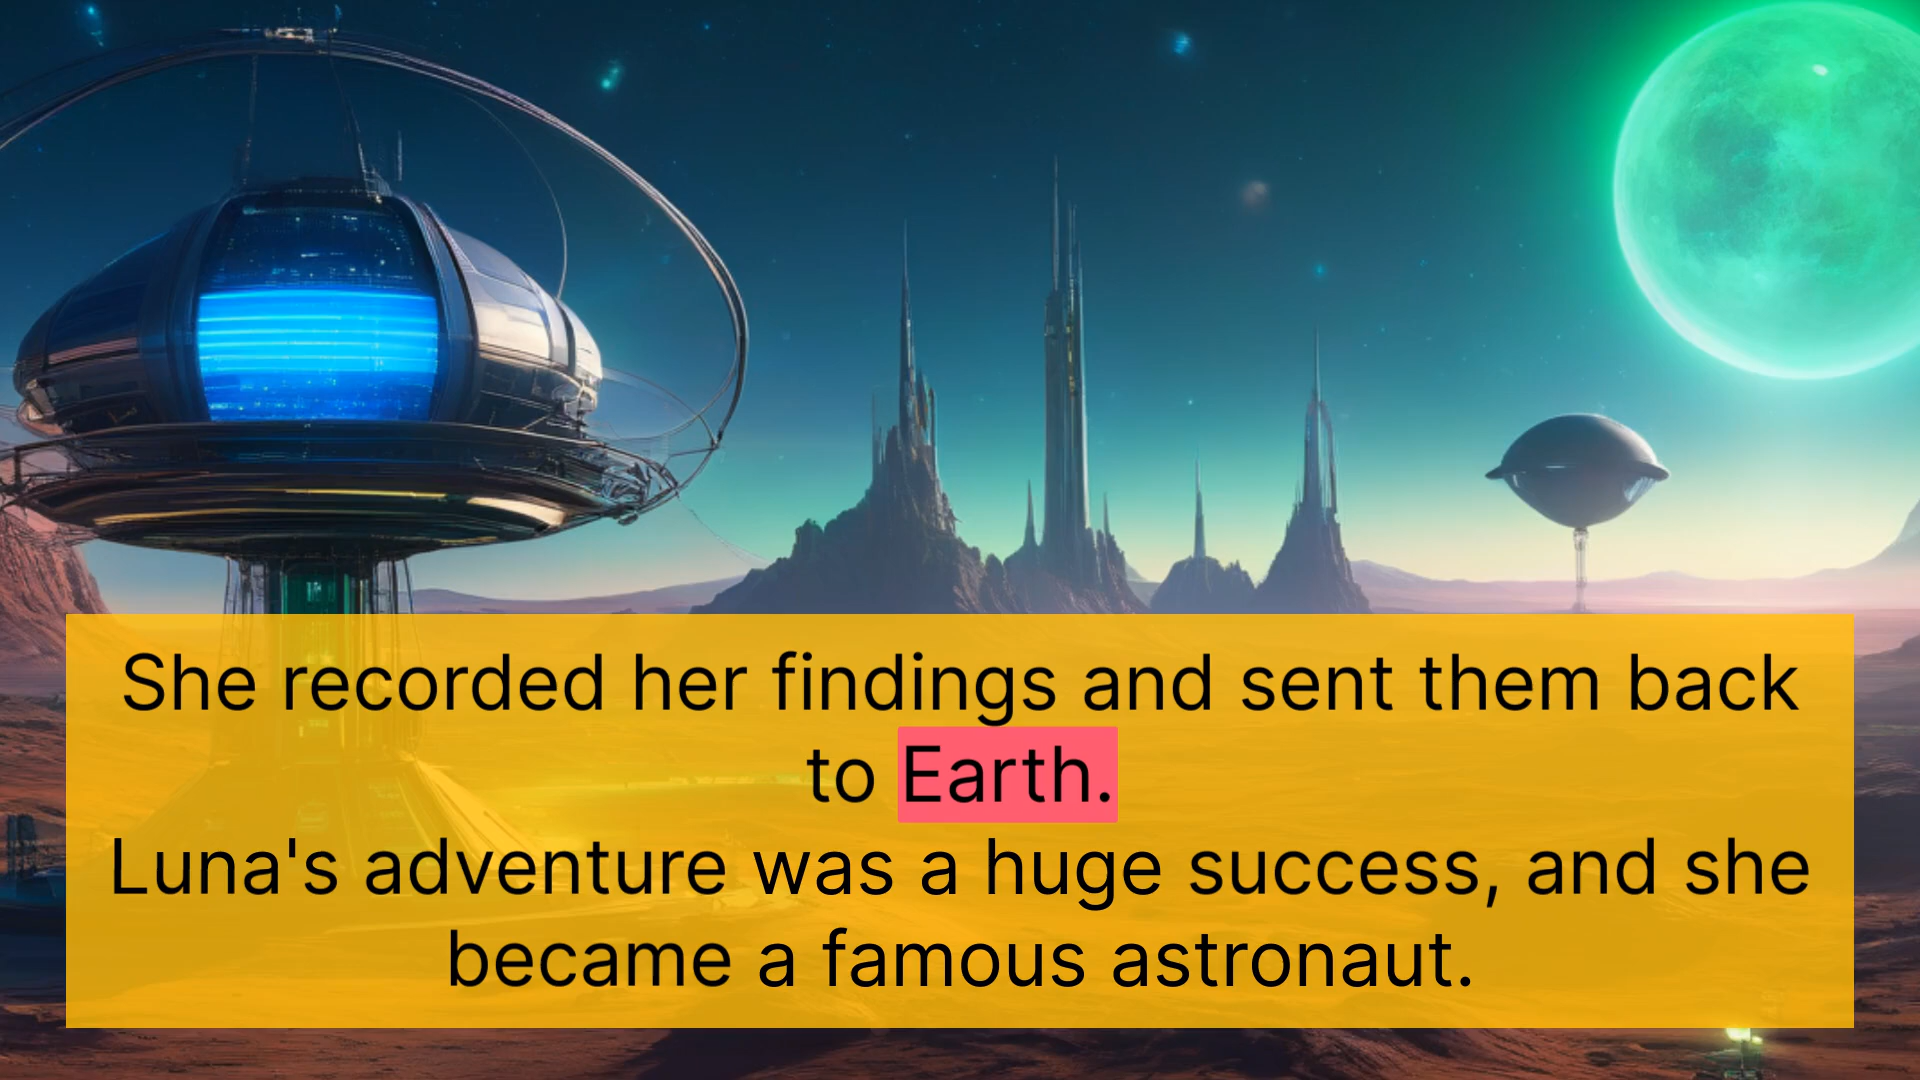 She recorded her findings and sent them back
to Earth.
Luna's adventure was a huge success, and she
became a famous astronaut.